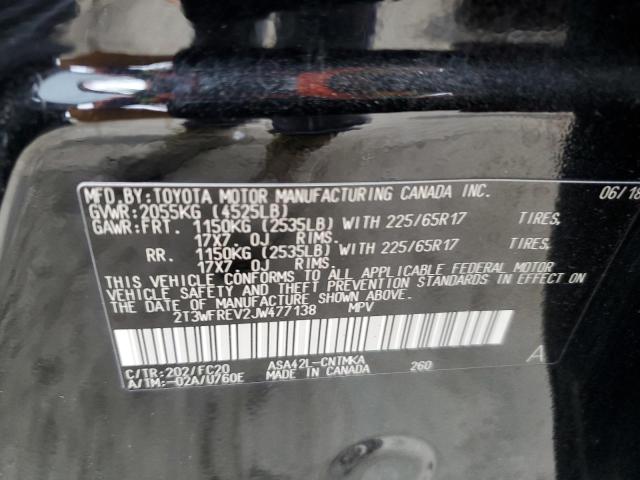 MFD.BY:TOYOTA MOTOR MANUFACTURING CANADA INC. 06/18
GVWR:2055KG (4525LB)
GAWR:FRT. 1150KG (2535LB) WITH 225/65R17 TIRES,
17X7.0J RIMS.
RR. 1150KG (2535LB) WITH 225/65R17 TIRES,
17X7.0J RIMS.
THIS VEHICLE CONFORMS TO ALL APPLICABLE FEDERAL MOTOR
VEHICLE SAFETY AND THEFT PREVENTION STANDARDS IN EFFECT ON
THE DATE OF MANUFACTURE SHOWN ABOVE.
2T3WFREV2JW477138 MPV
C/TR:202/FC20 ASA42L-CNTMKA 260 A
A/TM:-02A/U760E MADE IN CANADA